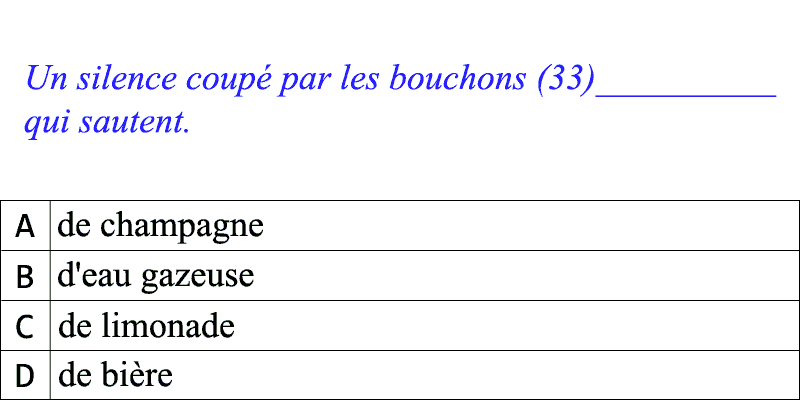 Un silence coupé par les bouchons (33)__________
qui sautent.
A de champagne
B d'eau gazeuse
C de limonade
D de bière